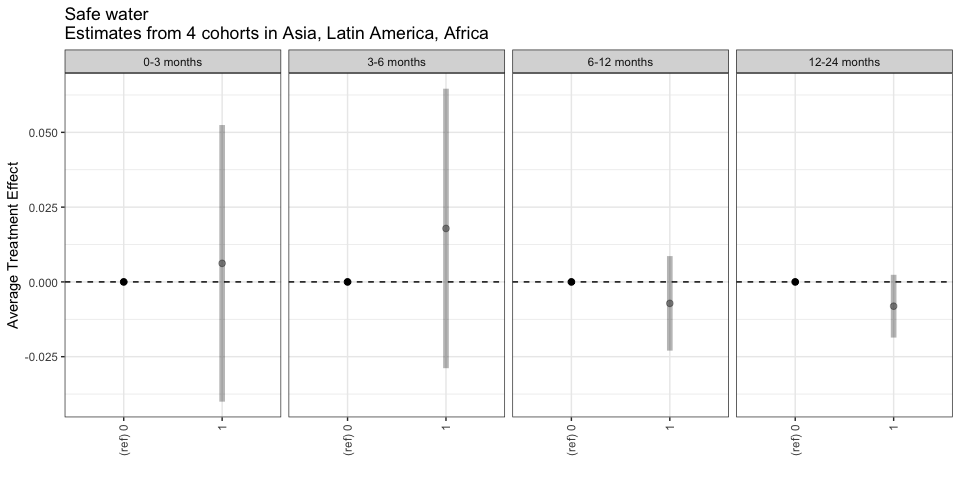 Safe water
Estimates from 4 cohorts in Asia, Latin America, Africa
0-3 months
3-6 months
6-12 months
12-24 months
Average Treatment Effect
0.050
0.025
0.000
-0.025
(ref) 0
1
(ref) 0
1
(ref) 0
1
(ref) 0
1